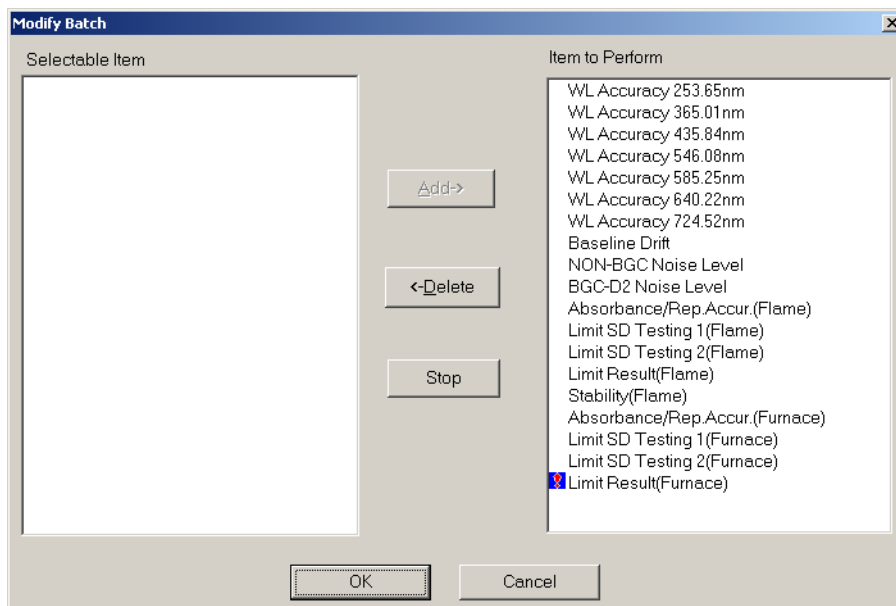 Modify Batch
Selectable Item
Item to Perform
WL Accuracy 253.65nm
WL Accuracy 365.01nm
WL Accuracy 435.84nm
WL Accuracy 546.08nm
WL Accuracy 585.25nm
WL Accuracy 640.22nm
WL Accuracy 724.52nm
Baseline Drift
NON-BGC Noise Level
BGC-D2 Noise Level
Absorbance/Rep.Accur.(Flame)
Limit SD Testing 1(Flame)
Limit SD Testing 2(Flame)
Limit Result(Flame)
Stability(Flame)
Absorbance/Rep.Accur.(Furnace)
Limit SD Testing 1(Furnace)
Limit SD Testing 2(Furnace)
Limit Result(Furnace)
Add->
<-Delete
Stop
OK
Cancel